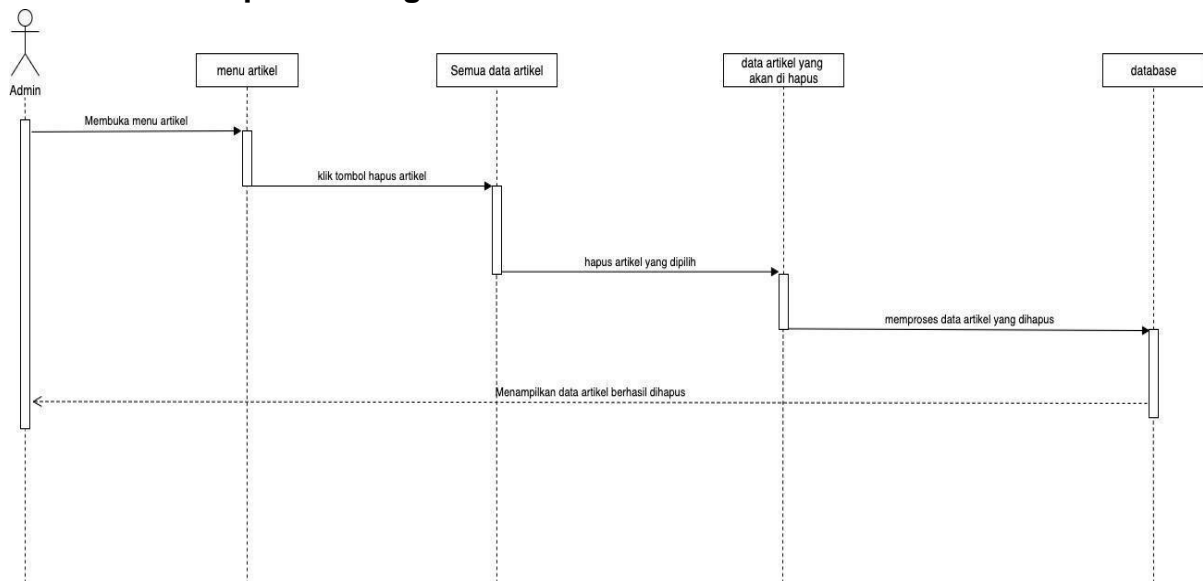 Admin
menu artikel
Semua data artikel
data artikel yang
akan di hapus
database
Membuka menu artikel
klik tombol hapus artikel
hapus artikel yang dipilih
memproses data artikel yang dihapus
Menampilkan data artikel berhasil dihapus